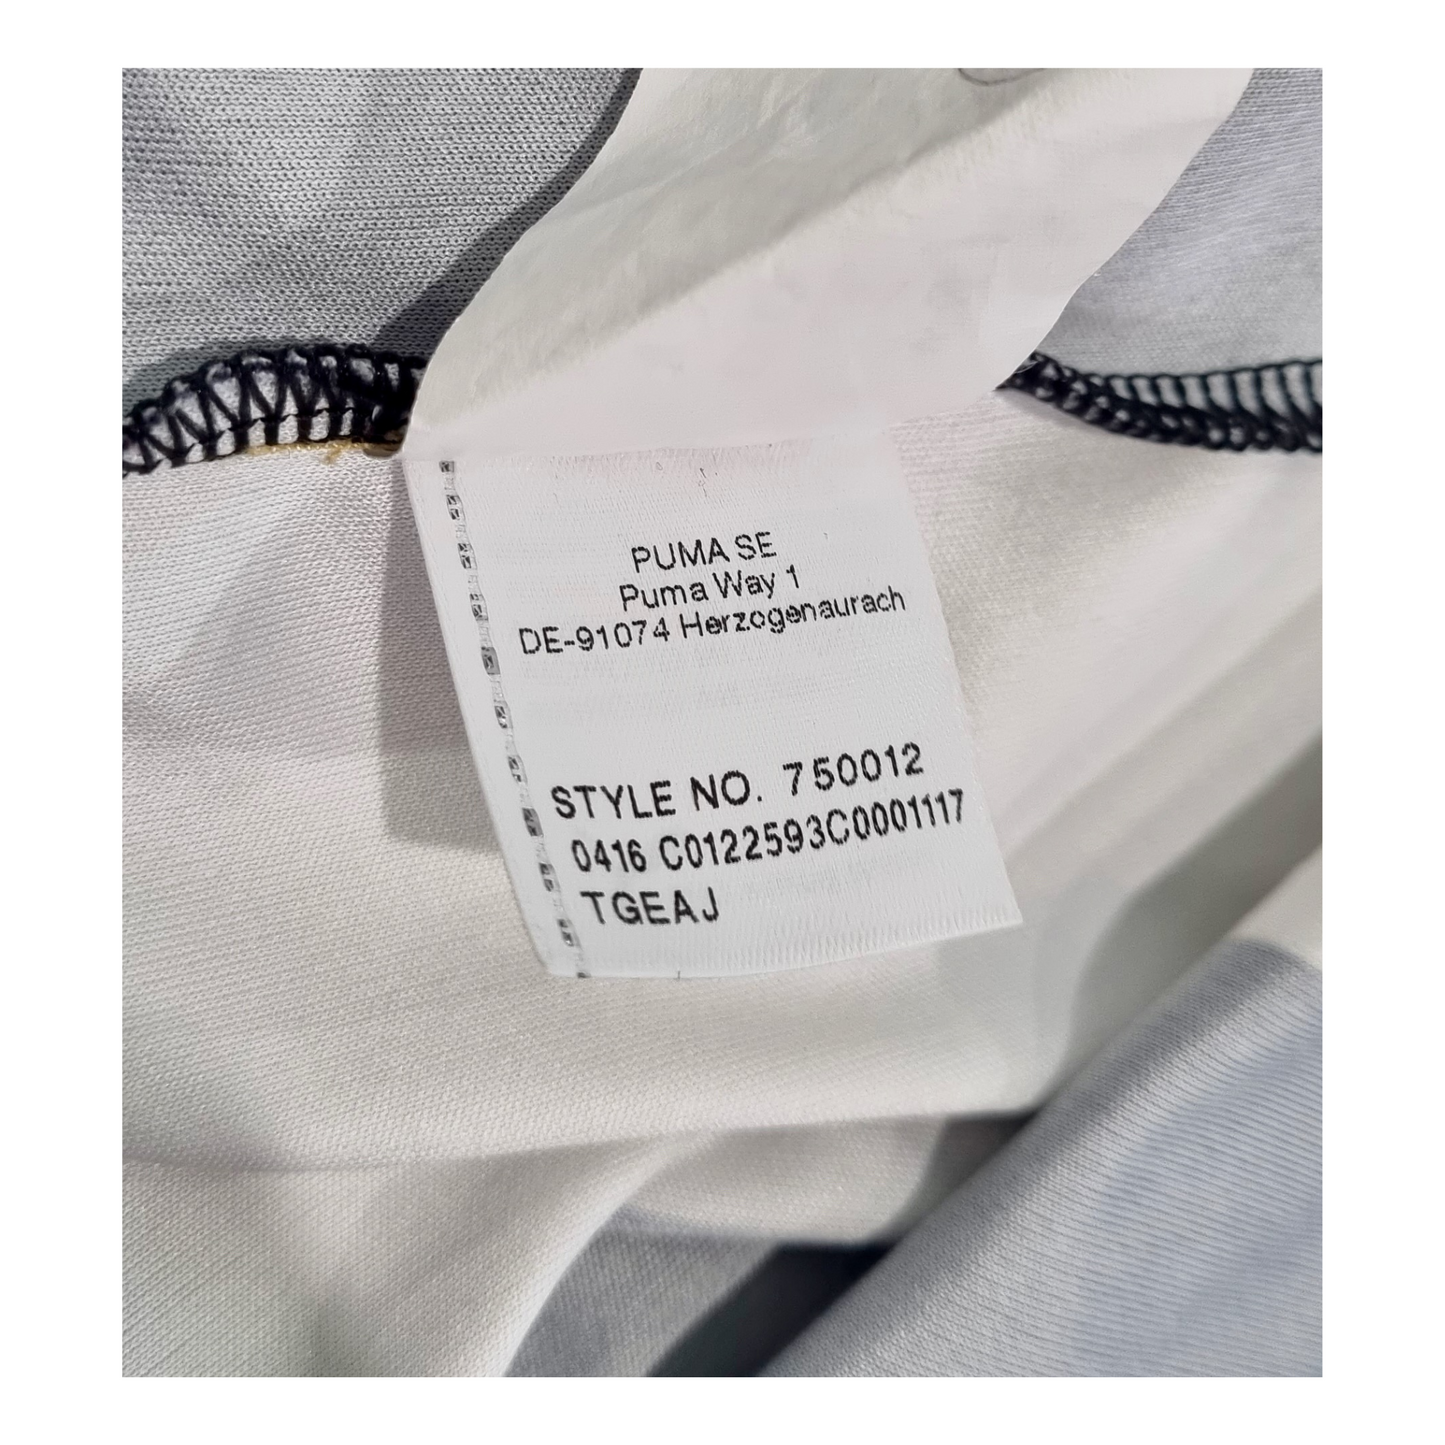 PUMA SE
Puma Way 1
DE-91074 Herzogenaurach
STYLE NO. 750012
0416 C0122593C0001117
TGEAJ